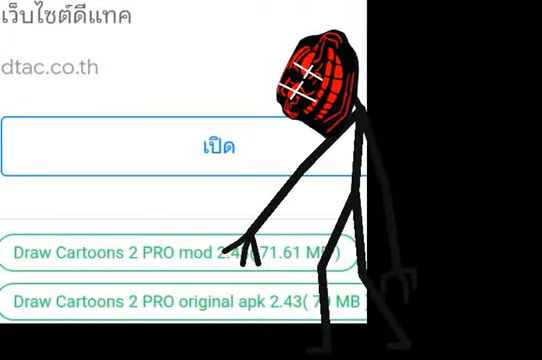 เว็บไซต์ดีแทค
dtac.co.th
เปิด
Draw Cartoons 2 PRO mod 2.43(71.61 MB )
Draw Cartoons 2 PRO original apk 2.43( MB )